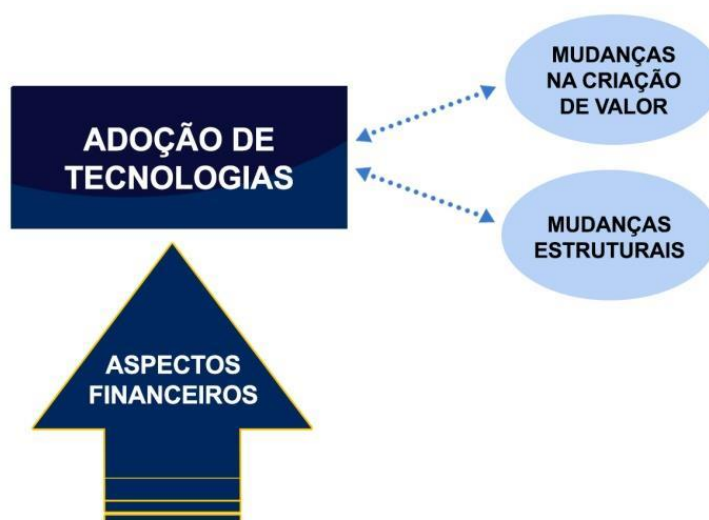 ADOÇÃO DE
TECNOLOGIAS
MUDANÇAS
NA CRIAÇÃO
DE VALOR
MUDANÇAS
ESTRUTURAIS
ASPECTOS
FINANCEIROS